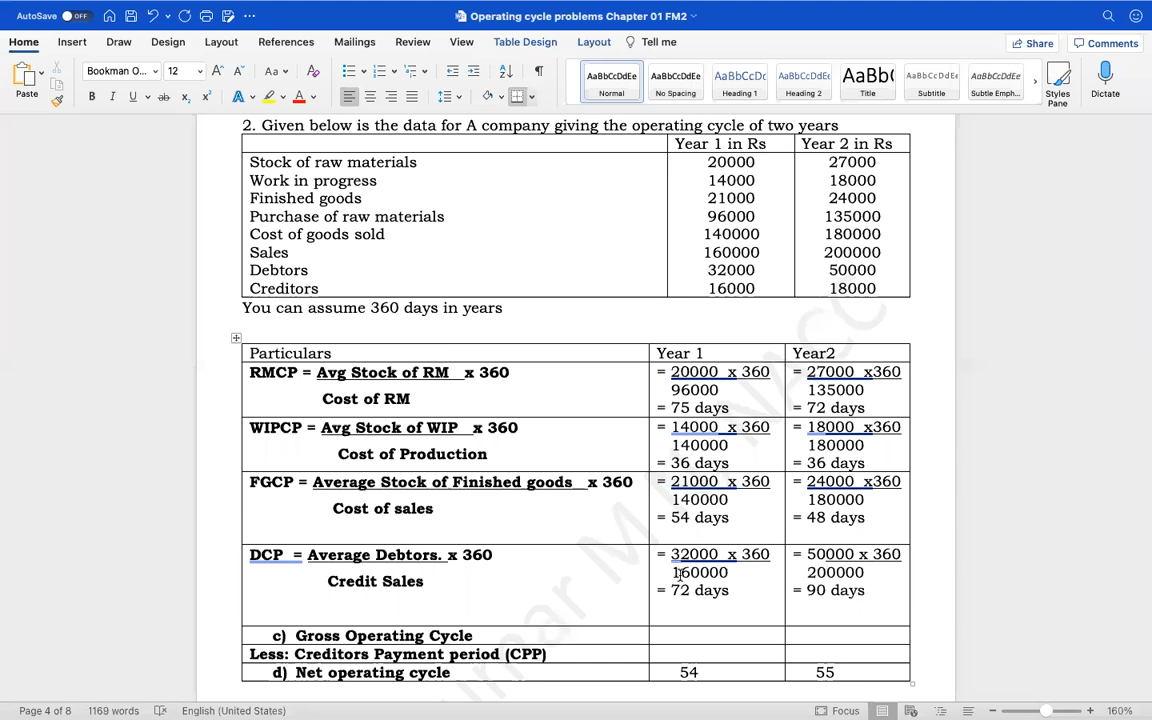 AutoSave OFF Operating cycle problems Chapter 01 FM2
Home Insert Draw Design Layout References Mailings Review View Table Design Layout Tell me Share Comments
Paste Bookman O... 12 A A Aa A AaBbCcDdEe AaBbCcDdEe AaBbCcDc AaBbCcDdEe AaBb( AaBbCcDdEe AaBbCcDdEe
B I U ab x₂ x² A A Normal No Spacing Heading 1 Heading 2 Title Subtitle Subtle Emph... Styles Pane Dictate
2. Given below is the data for A company giving the operating cycle of two years
Year 1 in Rs Year 2 in Rs
Stock of raw materials 20000 27000
Work in progress 14000 18000
Finished goods 21000 24000
Purchase of raw materials 96000 135000
Cost of goods sold 140000 180000
Sales 160000 200000
Debtors 32000 50000
Creditors 16000 18000
You can assume 360 days in years
Particulars Year 1 Year2
RMCP = Avg Stock of RM x 360 = 20000 x 360 = 27000 x360
Cost of RM 96000 135000
= 75 days = 72 days
WIPCP = Avg Stock of WIP x 360 = 14000 x 360 = 18000 x360
Cost of Production 140000 180000
= 36 days = 36 days
FGCP = Average Stock of Finished goods x 360 = 21000 x 360 = 24000 x360
Cost of sales 140000 180000
= 54 days = 48 days
DCP = Average Debtors. x 360 = 32000 x 360 = 50000 x 360
Credit Sales 160000 200000
= 72 days = 90 days
c) Gross Operating Cycle
Less: Creditors Payment period (CPP)
d) Net operating cycle 54 55
Page 4 of 8 1169 words English (United States) Focus 160%